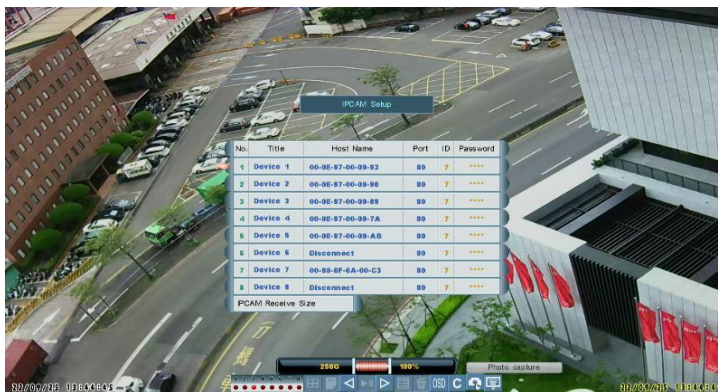 IPCAM Setup
No. Title Host Name Port ID Password
1 Device 1 00-0E-97-00-09-93 80 7 ****
2 Device 2 00-0E-97-00-09-98 80 7 ****
3 Device 3 00-0E-97-00-09-89 80 7 ****
4 Device 4 00-0E-97-00-09-7A 80 7 ****
5 Device 5 00-0E-97-00-09-AB 80 7 ****
6 Device 6 Disconnect 80 7 ****
7 Device 7 00-80-6F-6A-00-C3 80 7 ****
8 Device 8 Disconnect 80 7 ****
IPCAM Receive Size
250G 100%
Photo capture
OSD C